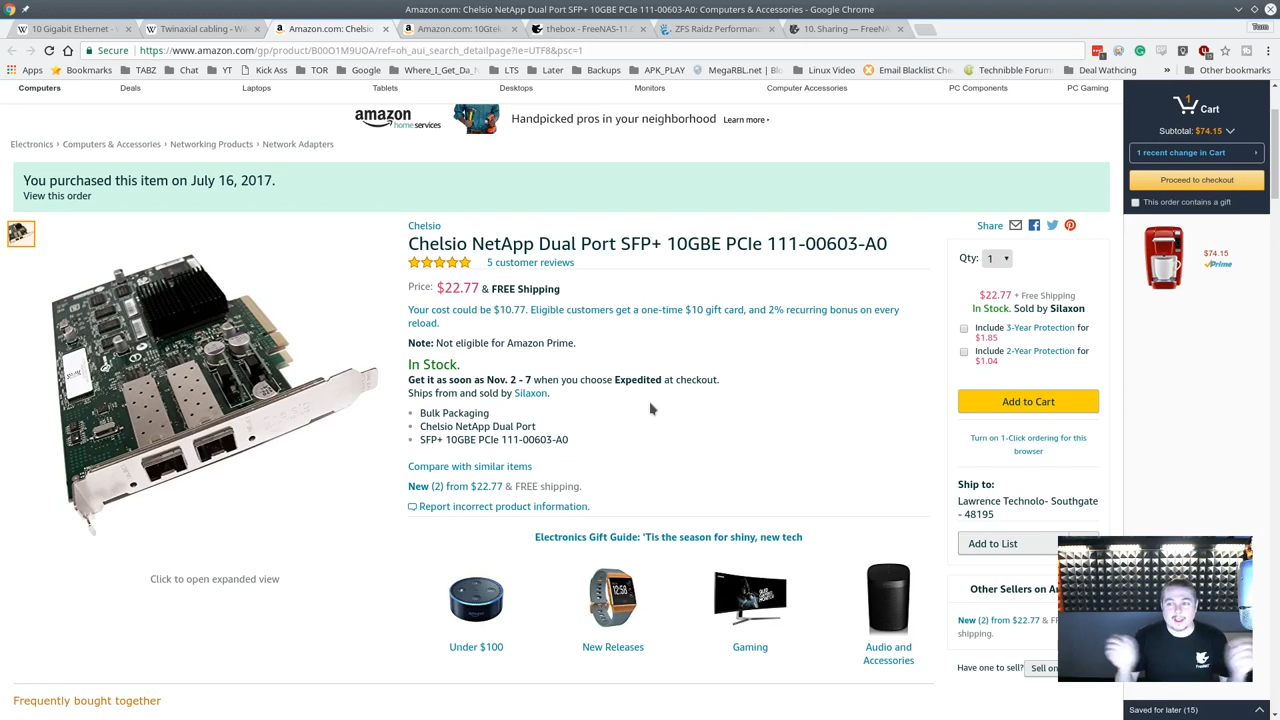 Amazon.com: Chelsio NetApp Dual Port SFP+ 10GBE PCIe 111-00603-A0: Computers & Accessories - Google Chrome
10 Gigabit Ethernet -
Twinaxial cabling - Wi
Amazon.com: Chelsio
Amazon.com: 10Gtek
thebox - FreeNAS-11.
ZFS Raidz Performanc
10. Sharing — FreeNA
Tom
Secure
https://www.amazon.com/gp/product/B00O1M9UOA/ref=oh_aui_search_detailpage?ie=UTF8&psc=1
Apps
Bookmarks
TABZ
Chat
YT
Kick Ass
TOR
Google
Where_I_Get_Da_
LTS
Later
Backups
APK_PLAY
MegaRBL.net | Bl
Linux Video
Email Blacklist Che
Technibble Forum
Deal Wathcing
»
Other bookmarks
Computers
Deals
Laptops
Tablets
Desktops
Monitors
Computer Accessories
PC Components
PC Gaming
amazon
home services
Handpicked pros in your neighborhood Learn more ›
1
Cart
Subtotal: $74.15
1 recent change in Cart
Proceed to checkout
This order contains a gift
$74.15
Prime
Electronics › Computers & Accessories › Networking Products › Network Adapters
You purchased this item on July 16, 2017.
View this order
Chelsio
Chelsio NetApp Dual Port SFP+ 10GBE PCIe 111-00603-A0
5 customer reviews
Price: $22.77 & FREE Shipping
Your cost could be $10.77. Eligible customers get a one-time $10 gift card, and 2% recurring bonus on every
reload.
Note: Not eligible for Amazon Prime.
In Stock.
Get it as soon as Nov. 2 - 7 when you choose Expedited at checkout.
Ships from and sold by Silaxon.
• Bulk Packaging
• Chelsio NetApp Dual Port
• SFP+ 10GBE PCIe 111-00603-A0
Compare with similar items
New (2) from $22.77 & FREE shipping.
Report incorrect product information.
Click to open expanded view
Share
Qty: 1
$22.77 + Free Shipping
In Stock. Sold by Silaxon
Include 3-Year Protection for
$1.85
Include 2-Year Protection for
$1.04
Add to Cart
Turn on 1-Click ordering for this
browser
Ship to:
Lawrence Technolo- Southgate
- 48195
Add to List
Other Sellers on A
New (2) from $22.77 & F
shipping.
Have one to sell? Sell on
Electronics Gift Guide: 'Tis the season for shiny, new tech
Under $100
New Releases
Gaming
Audio and
Accessories
Frequently bought together
Saved for later (15)